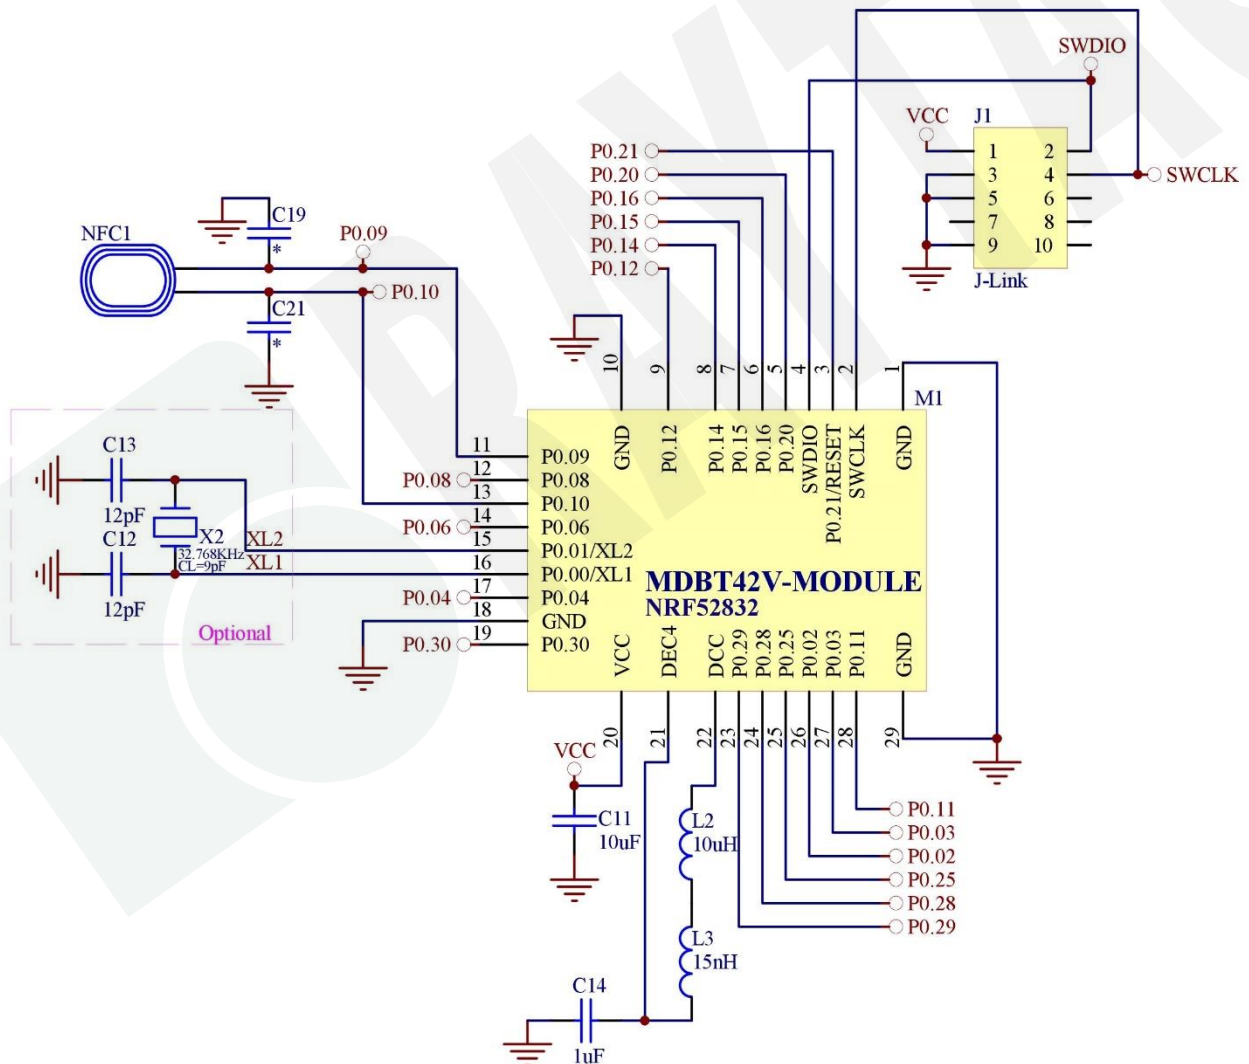 SWDIO
J1
VCC
1 2
3 4
5 6
7 8
9 10
J-Link
SWCLK
P0.21
P0.20
P0.16
P0.15
P0.14
P0.12
NFC1
C19
*
P0.09
P0.10
C21
*
10 9 8 7 6 5 4 3 2 1
M1
GND P0.12 P0.14 P0.15 P0.16 P0.20 SWDIO P0.21/RESET SWCLK GND
C13
12pF
C12
12pF
X2
32.768KHz
CL=9pF
XL2
XL1
Optional
11 P0.09
P0.08 12 P0.08
13 P0.10
P0.06 14 P0.06
15 P0.01/XL2
16 P0.00/XL1
P0.04 17 P0.04
18 GND
P0.30 19 P0.30
MDBT42V-MODULE
NRF52832
VCC DEC4 DCC P0.29 P0.28 P0.25 P0.02 P0.03 P0.11 GND
20 21 22 23 24 25 26 27 28 29
VCC
C11
10uF
L2
10uH
L3
15nH
C14
1uF
P0.11
P0.03
P0.02
P0.25
P0.28
P0.29
RAYTAC